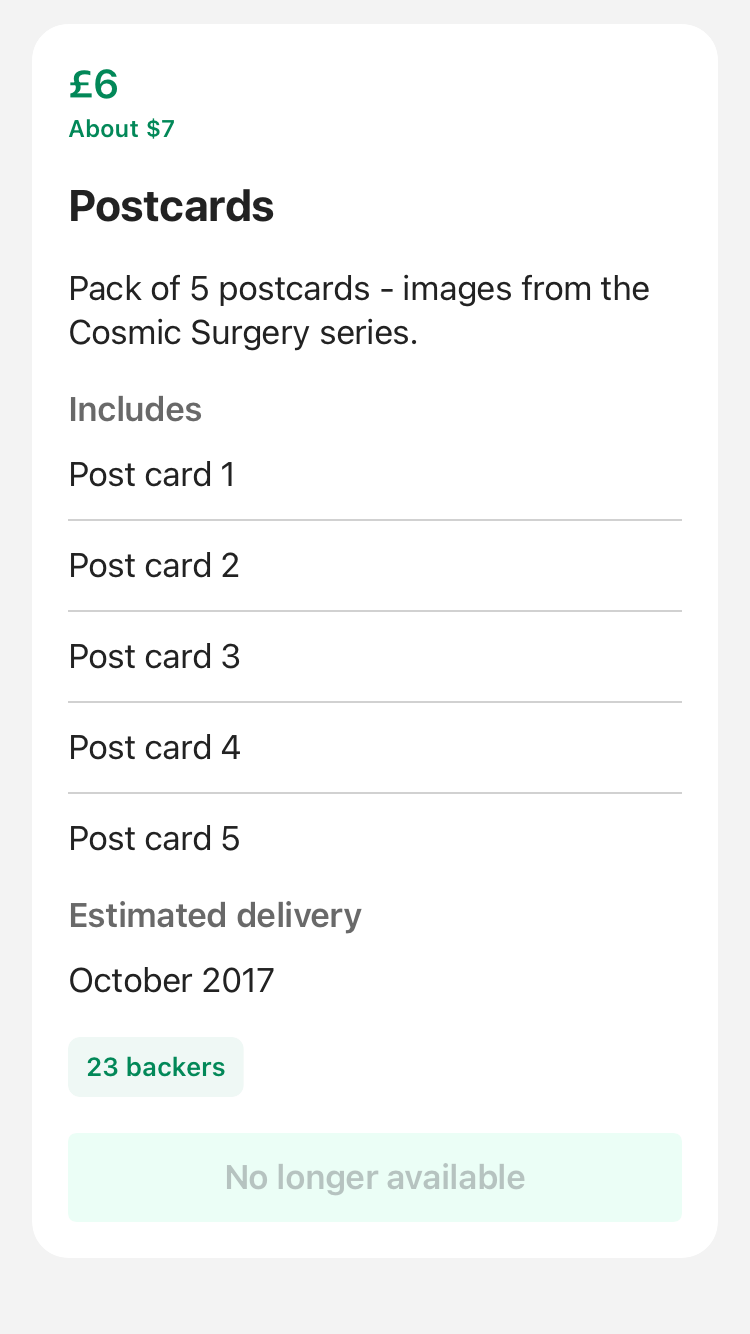 £6
About $7
Postcards
Pack of 5 postcards - images from the
Cosmic Surgery series.
Includes
Post card 1
Post card 2
Post card 3
Post card 4
Post card 5
Estimated delivery
October 2017
23 backers
No longer available